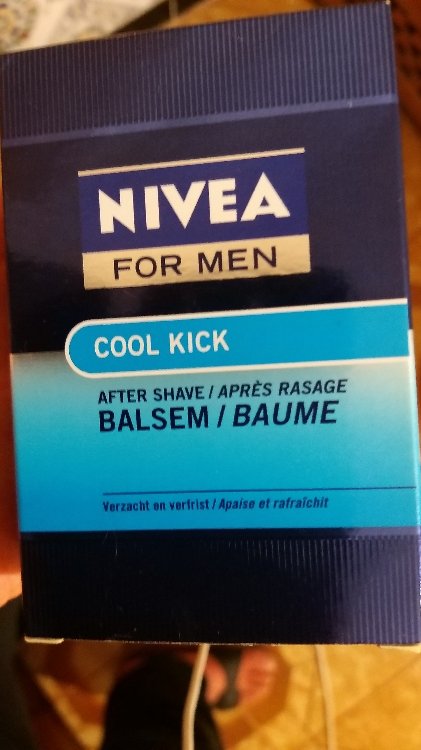 NIVEA
FOR MEN
COOL KICK
AFTER SHAVE / APRÈS RASAGE
BALSEM / BAUME
Verzacht en verfrist / Apaise et rafraîchit